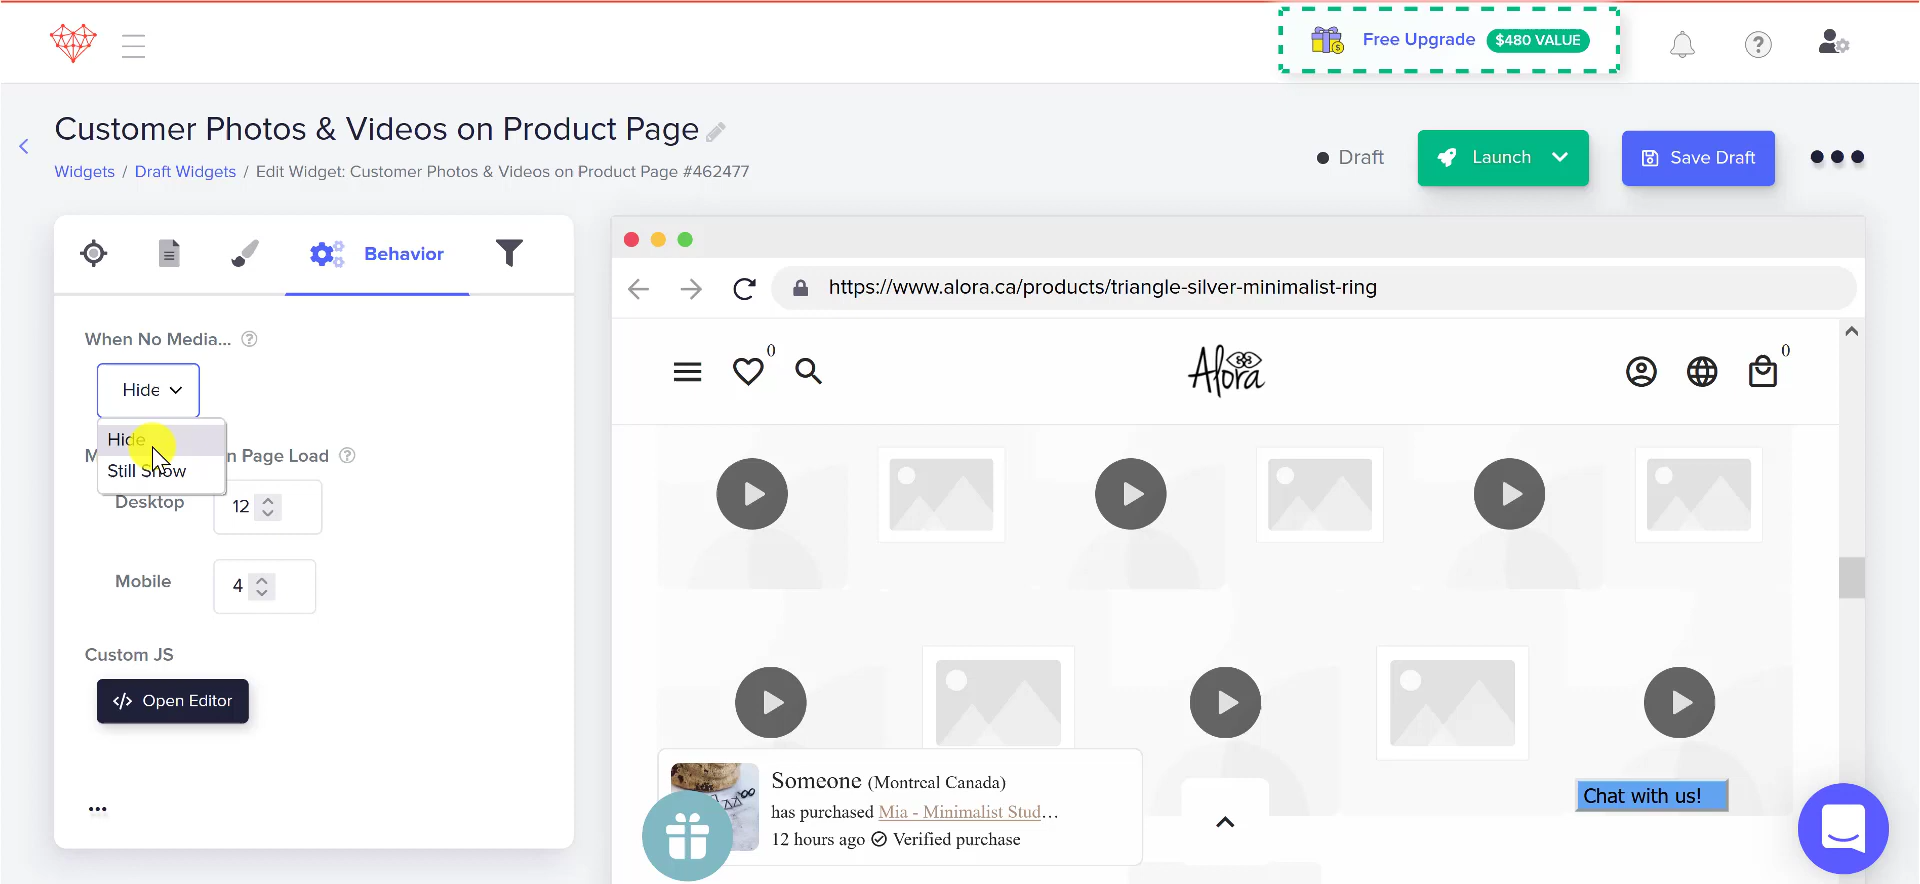 Free Upgrade
$480 VALUE
Customer Photos & Videos on Product Page
Widgets / Draft Widgets / Edit Widget: Customer Photos & Videos on Product Page #462477
Draft
Launch
Save Draft
Behavior
When No Media...
Hide
Hide
Still Show
n Page Load
Desktop
12
Mobile
4
Custom JS
</> Open Editor
https://www.alora.ca/products/triangle-silver-minimalist-ring
0
Alora
0
Someone (Montreal Canada)
has purchased Mia - Minimalist Stud...
12 hours ago Verified purchase
Chat with us!